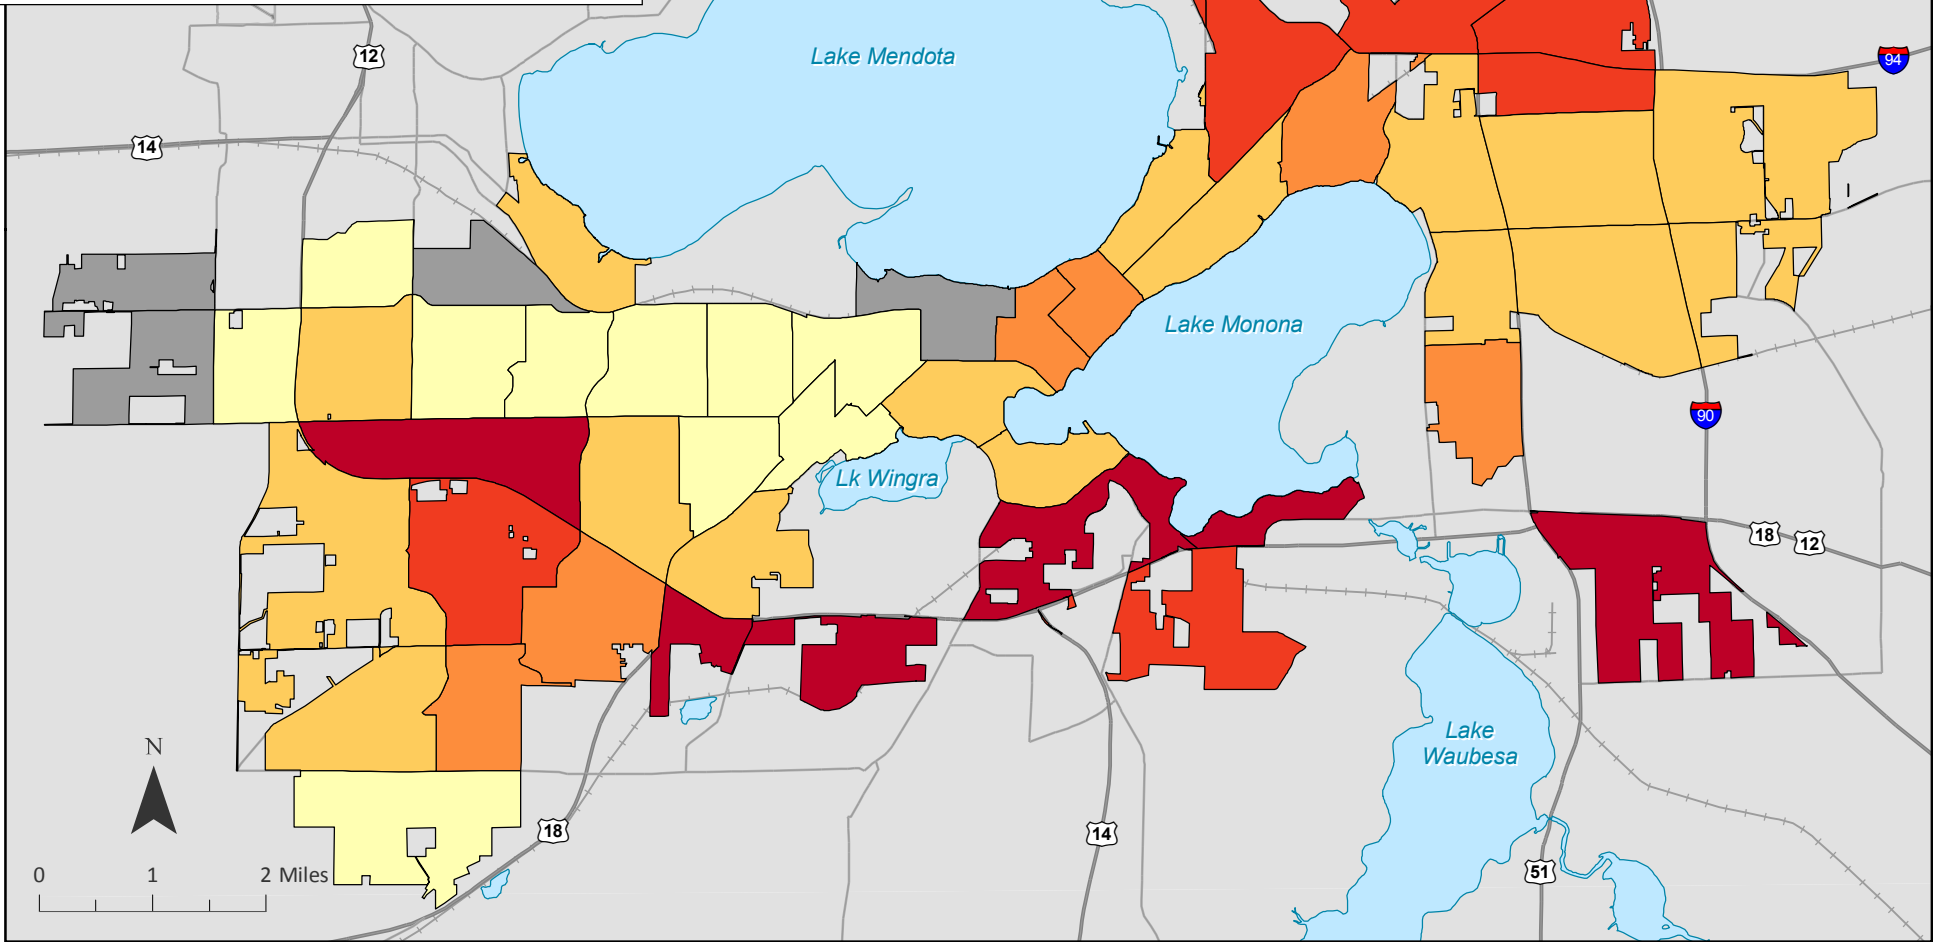 Lake Mendota
12
94
14
Lake Monona
90
Lk Wingra
18
12
Lake
Waubesa
N
18
14
51
0 1 2 Miles